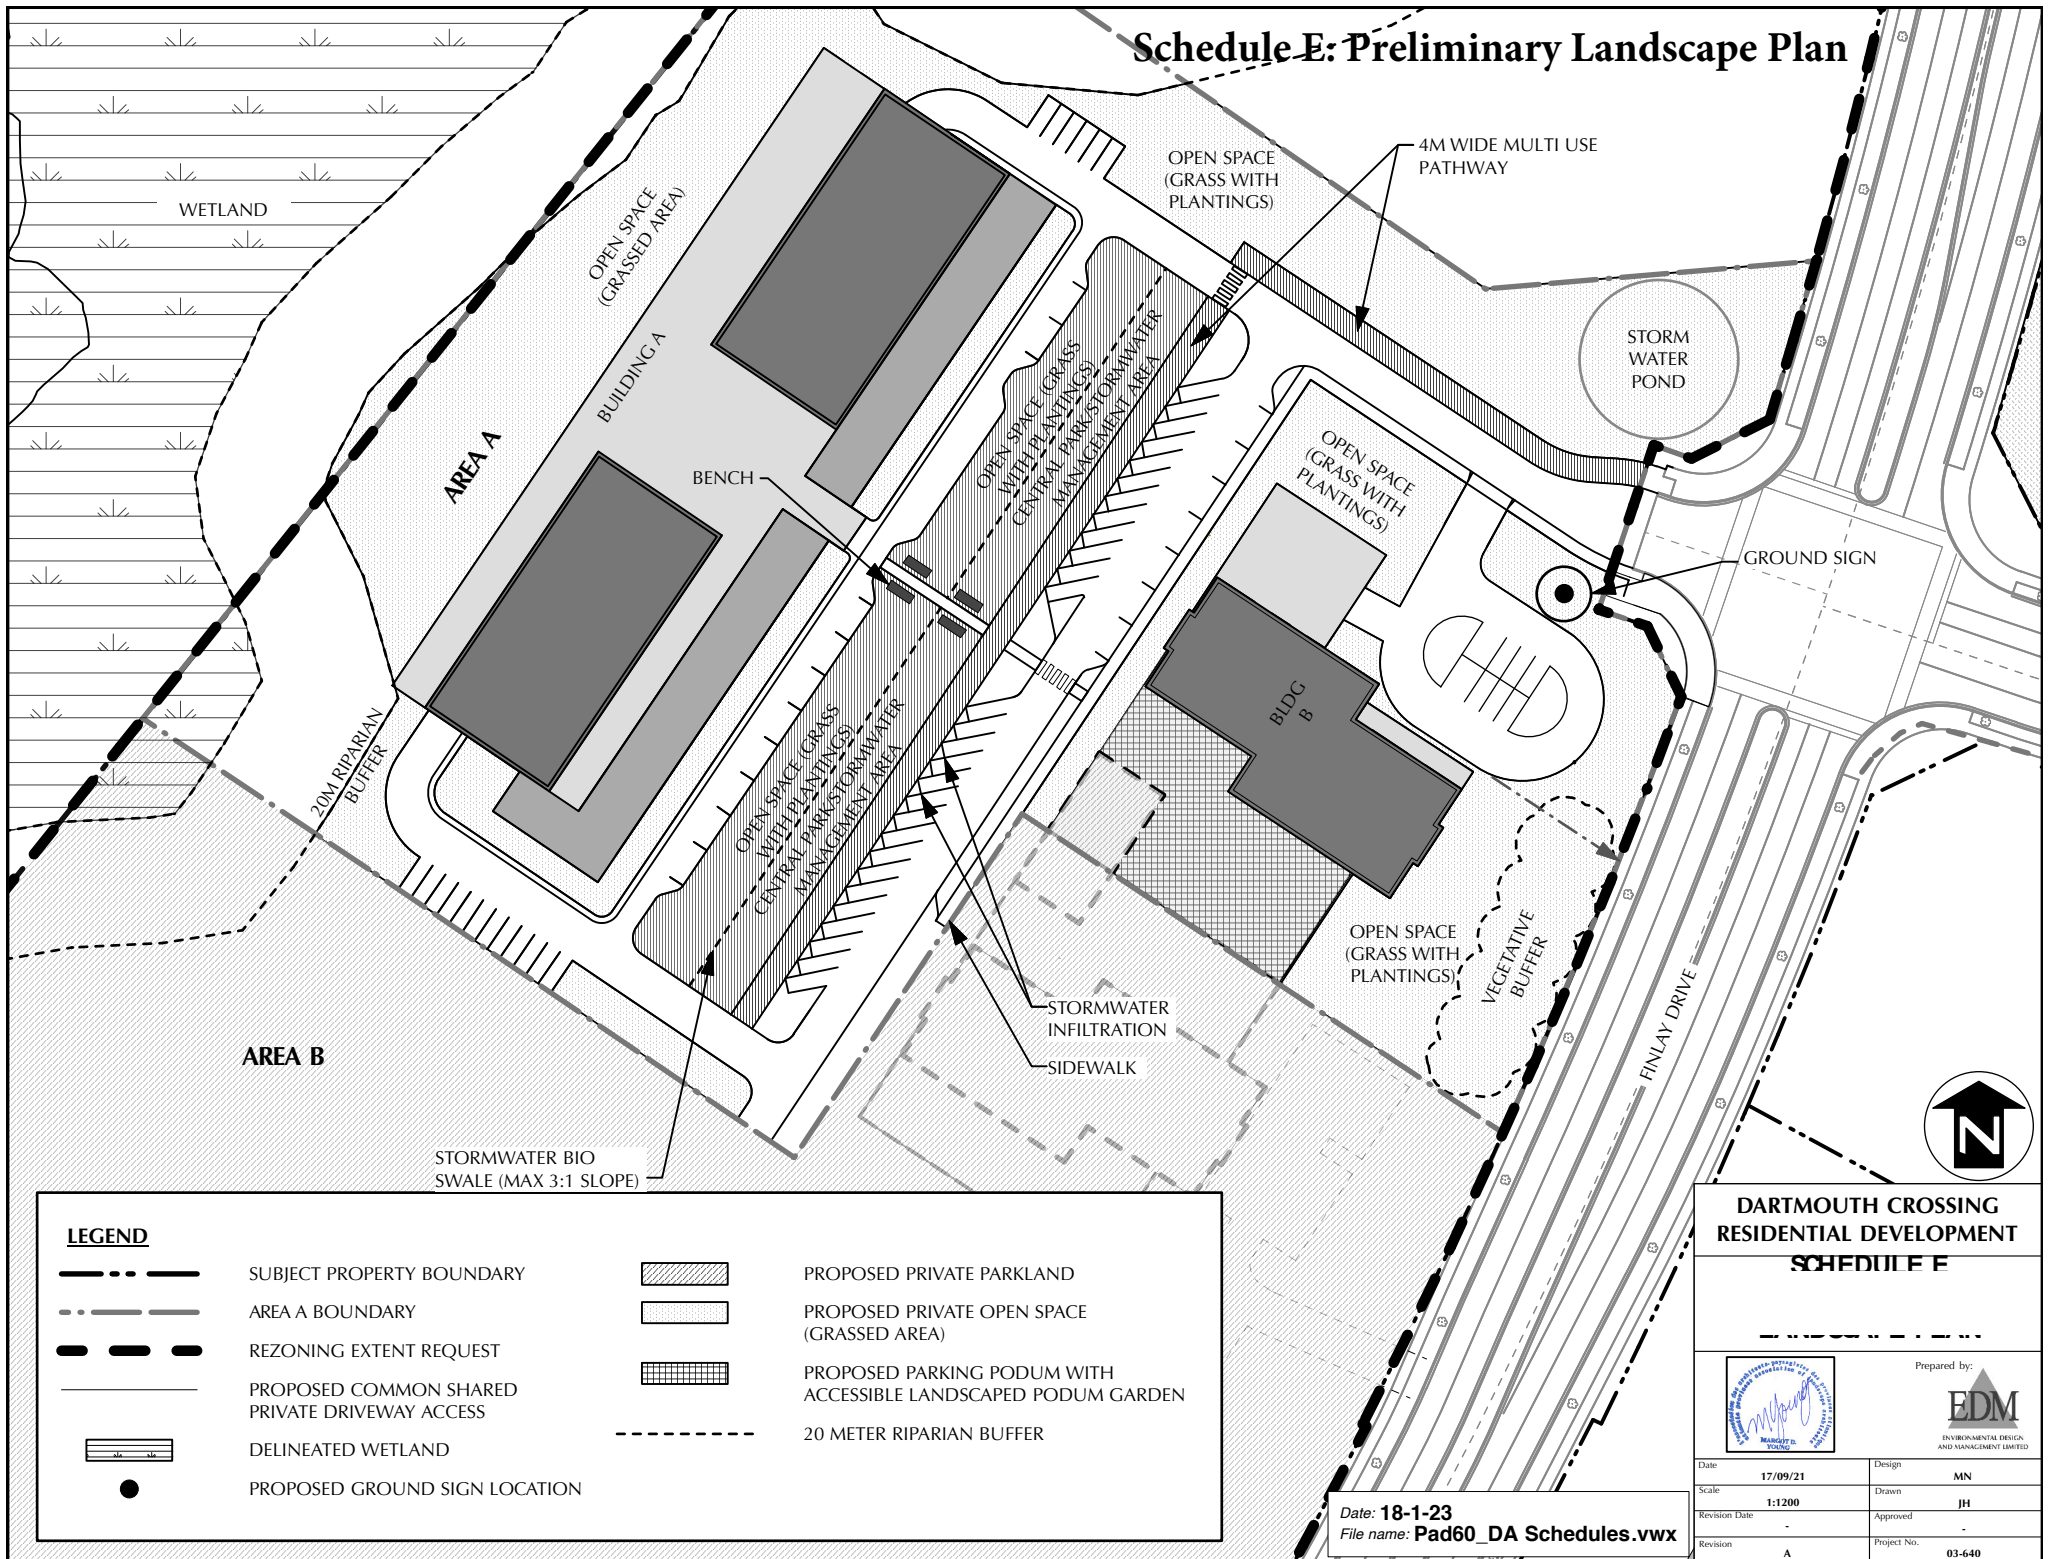 Schedule E: Preliminary Landscape Plan
4M WIDE MULTI USE
PATHWAY
OPEN SPACE
(GRASS WITH
PLANTINGS)
WETLAND
OPEN SPACE
(GRASSED AREA)
STORM
WATER
POND
BUILDING A
AREA A
BENCH
OPEN SPACE (GRASS
WITH PLANTINGS)
CENTRAL PARK/STORMWATER
MANAGEMENT AREA
OPEN SPACE
(GRASS WITH
PLANTINGS)
GROUND SIGN
BLDG
B
20M RIPARIAN
BUFFER
OPEN SPACE (GRASS
WITH PLANTINGS)
CENTRAL PARK/STORMWATER
MANAGEMENT AREA
OPEN SPACE
(GRASS WITH
PLANTINGS)
VEGETATIVE
BUFFER
FINLAY DRIVE
STORMWATER
INFILTRATION
SIDEWALK
AREA B
STORMWATER BIO
SWALE (MAX 3:1 SLOPE)
N
LEGEND
SUBJECT PROPERTY BOUNDARY
AREA A BOUNDARY
REZONING EXTENT REQUEST
PROPOSED COMMON SHARED
PRIVATE DRIVEWAY ACCESS
DELINEATED WETLAND
PROPOSED GROUND SIGN LOCATION
PROPOSED PRIVATE PARKLAND
PROPOSED PRIVATE OPEN SPACE
(GRASSED AREA)
PROPOSED PARKING PODUM WITH
ACCESSIBLE LANDSCAPED PODUM GARDEN
20 METER RIPARIAN BUFFER
DARTMOUTH CROSSING
RESIDENTIAL DEVELOPMENT
SCHEDULE E
LANDSCAPE PLAN
MARGOT D.
YOUNG
Prepared by:
EDM
ENVIRONMENTAL DESIGN
AND MANAGEMENT LIMITED
Date 17/09/21 Design MN
Scale 1:1200 Drawn JH
Revision Date - Approved -
Revision A Project No. 03-640
Date: 18-1-23
File name: Pad60_DA Schedules.vwx